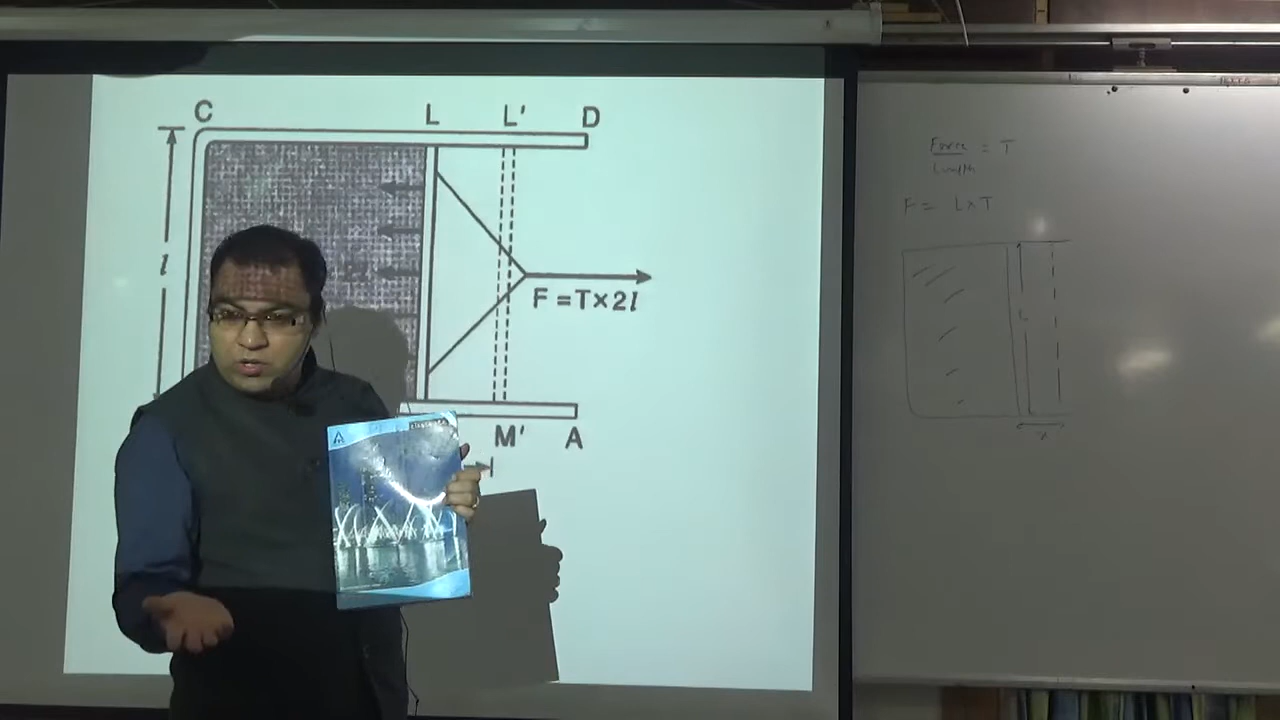 C L L' D
l
F = T × 2l
M' A
Force
Length
= T
F = L×T
L